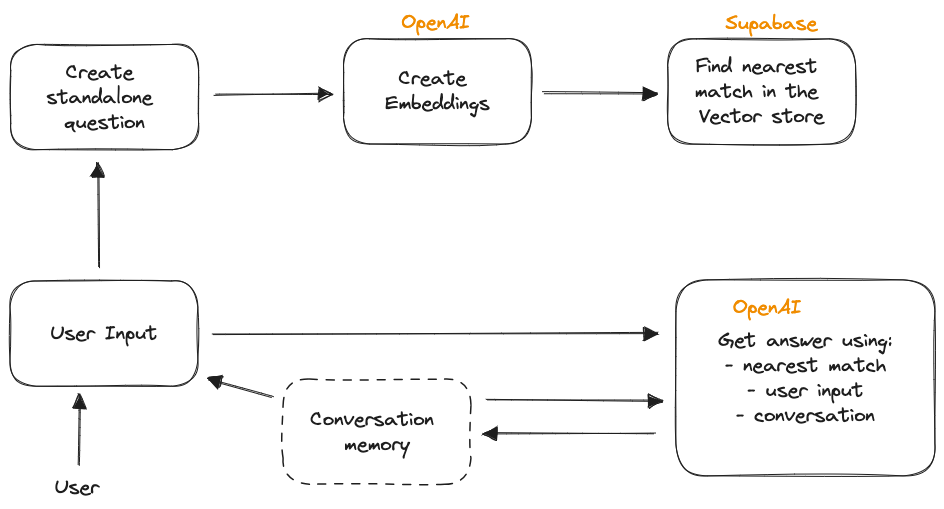 OpenAI
Supabase
Create
standalone
question
Create
Embeddings
Find nearest
match in the
Vector store
User Input
OpenAI
Get answer using:
- nearest match
- user input
- conversation
Conversation
memory
User